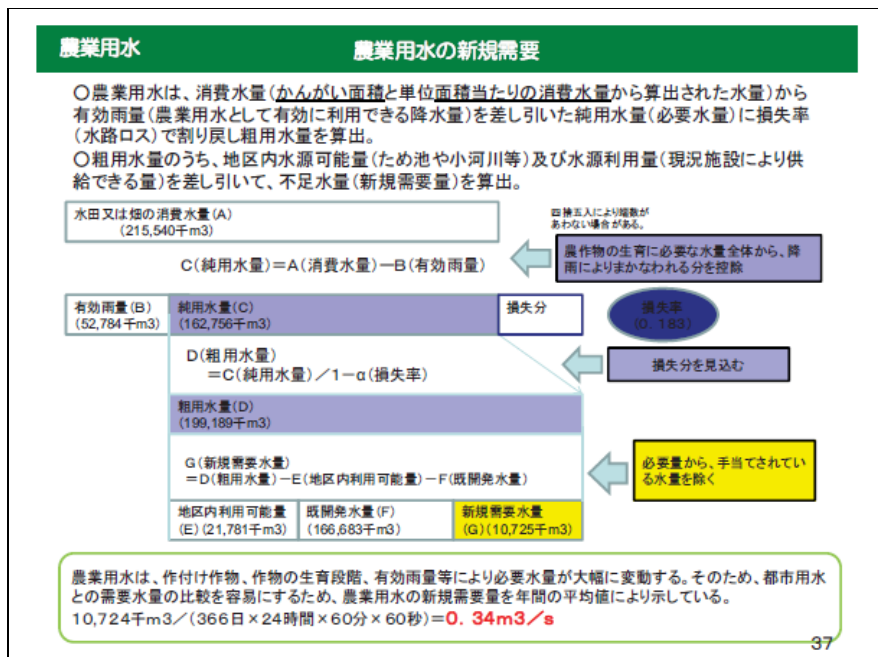 農業用水
農業用水の新規需要
○農業用水は、消費水量(かんがい面積と単位面積当たりの消費水量から算出された水量)から
有効雨量(農業用水として有効に利用できる降水量)を差し引いた純用水量(必要水量)に損失率
(水路ロス)で割り戻し粗用水量を算出。
○粗用水量のうち、地区内水源可能量(ため池や小河川等)及び水源利用量(現況施設により供
給できる量)を差し引いて、不足水量(新規需要量)を算出。
水田又は畑の消費水量(A)
(215,540千m3)
四捨五入により端数が
あわない場合がある。
C(純用水量)=A(消費水量)-B(有効雨量)
農作物の生育に必要な水量全体から、降
雨によりまかなわれる分を控除
有効雨量(B)
(52,784千m3)
純用水量(C)
(162,756千m3)
損失分
損失率
(0.183)
D(粗用水量)
=C(純用水量)/1-α(損失率)
損失分を見込む
粗用水量(D)
(199,189千m3)
G(新規需要水量)
=D(粗用水量)-E(地区内利用可能量)-F(既開発水量)
必要量から、手当てされてい
る水量を除く
地区内利用可能量
(E)(21,781千m3)
既開発水量(F)
(166,683千m3)
新規需要水量
(G)(10,725千m3)
農業用水は、作付け作物、作物の生育段階、有効雨量等により必要水量が大幅に変動する。そのため、都市用水
との需要水量の比較を容易にするため、農業用水の新規需要量を年間の平均値により示している。
10,724千m3/(366日×24時間×60分×60秒)=0.34m3/s
37